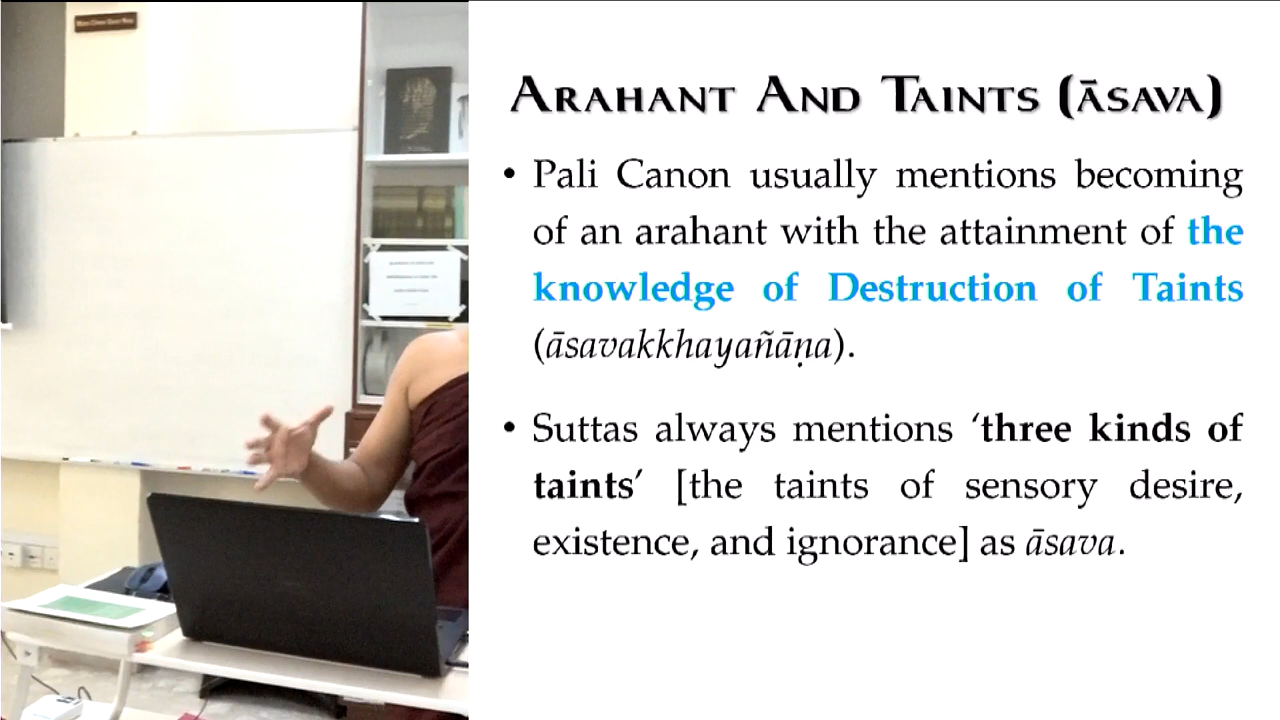 ARAHANT AND TAINTS (ĀSAVA)
• Pali Canon usually mentions becoming
of an arahant with the attainment of the
knowledge of Destruction of Taints
(āsavakkhayañāṇa).
• Suttas always mentions ‘three kinds of
taints’ [the taints of sensory desire,
existence, and ignorance] as āsava.